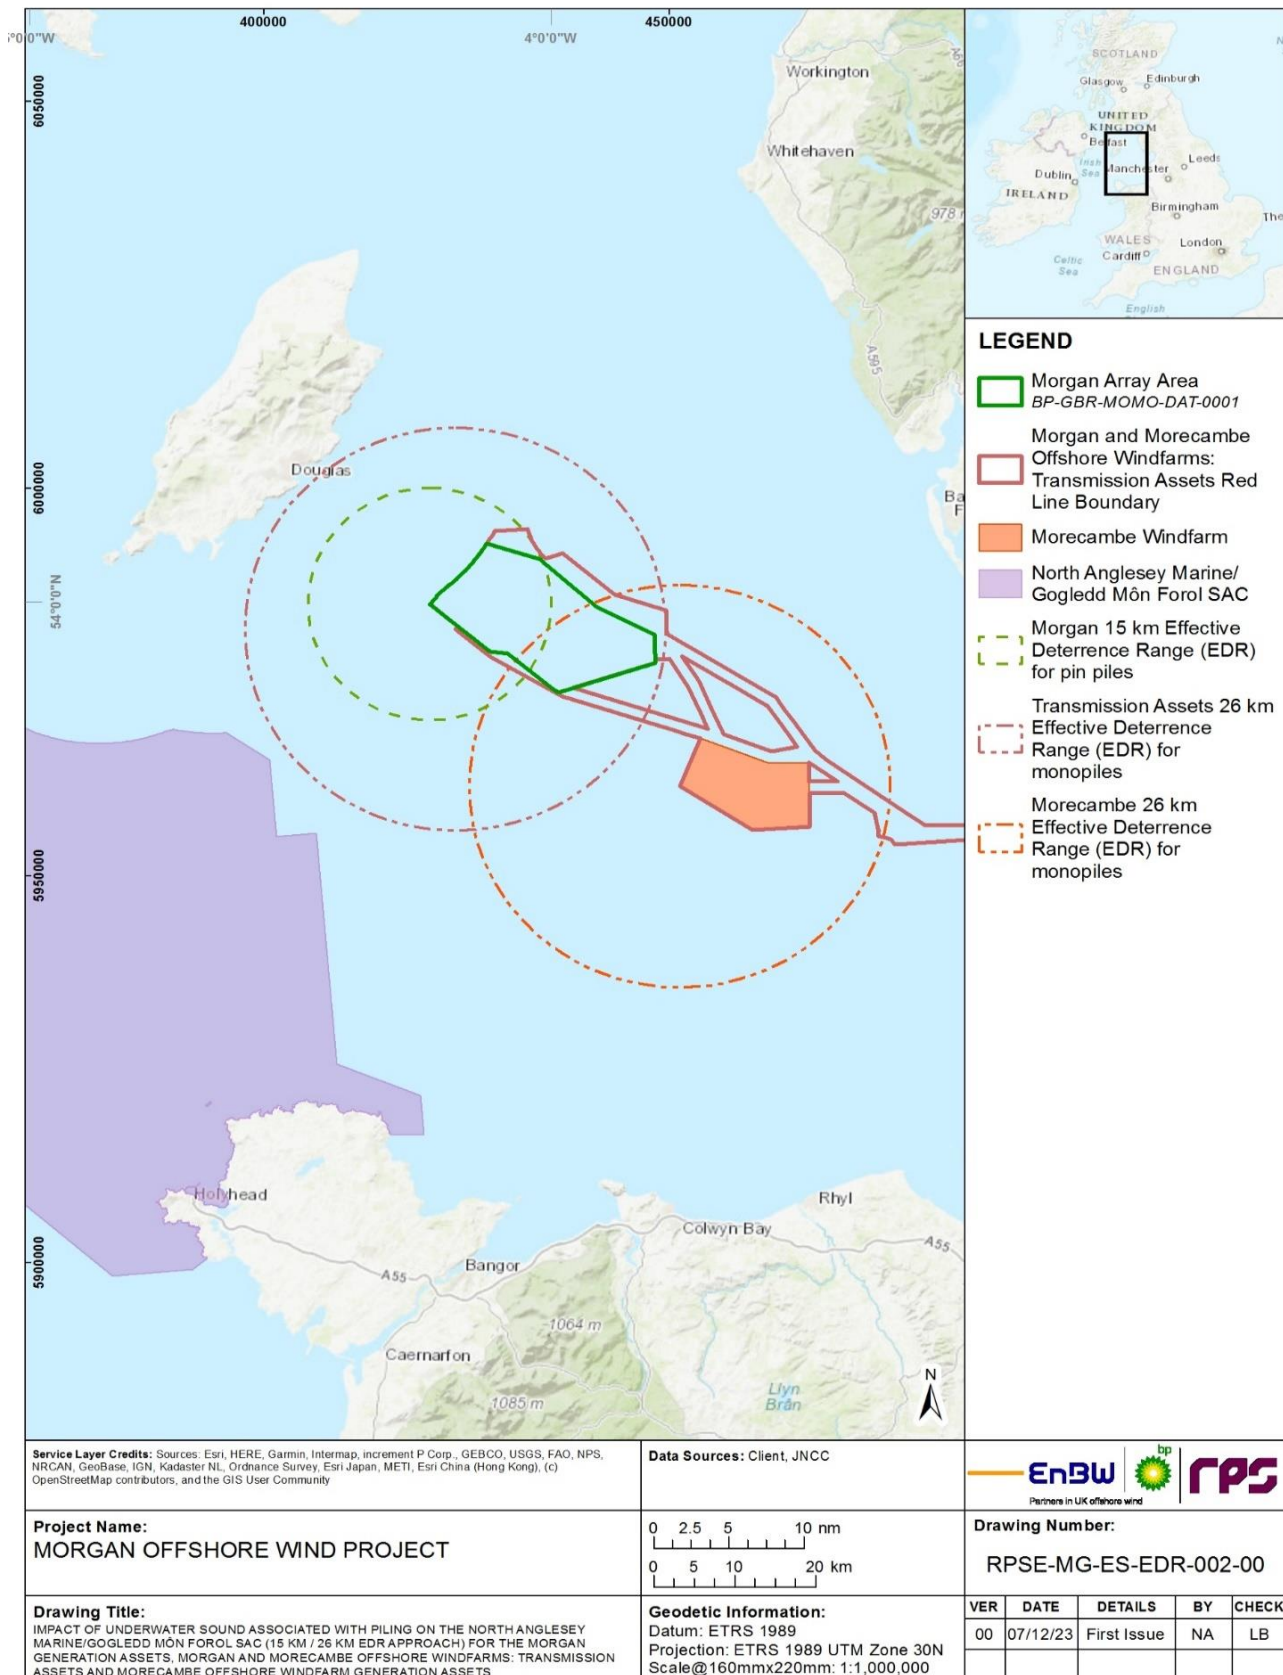 400000
450000
4°0'0"W
6050000
Workington
Whitehaven
A595
Douglas
6000000
54°0'0"N
5950000
Holyhead
Rhyl
Colwyn Bay
A55
Bangor
A55
5900000
1064 m
Caernarfon
1085 m
Llyn
Brân
N
SCOTLAND
Glasgow
Edinburgh
UNITED
KINGDOM
Belfast
Irish
Sea
Manchester
Leeds
Dublin
IRELAND
Birmingham
WALES
London
Cardiff
Celtic
Sea
ENGLAND
English
LEGEND
Morgan Array Area
BP-GBR-MOMO-DAT-0001
Morgan and Morecambe
Offshore Windfarms:
Transmission Assets Red
Line Boundary
Morecambe Windfarm
North Anglesey Marine/
Gogledd Môn Forol SAC
Morgan 15 km Effective
Deterrence Range (EDR)
for pin piles
Transmission Assets 26 km
Effective Deterrence
Range (EDR) for
monopiles
Morecambe 26 km
Effective Deterrence
Range (EDR) for
monopiles
Service Layer Credits: Sources: Esri, HERE, Garmin, Intermap, increment P Corp., GEBCO, USGS, FAO, NPS,
NRCAN, GeoBase, IGN, Kadaster NL, Ordnance Survey, Esri Japan, METI, Esri China (Hong Kong), (c)
OpenStreetMap contributors, and the GIS User Community
Data Sources: Client, JNCC
EnBW
bp
rps
Partners in UK offshore wind
Project Name:
MORGAN OFFSHORE WIND PROJECT
0 2.5 5 10 nm
0 5 10 20 km
Drawing Number:
RPSE-MG-ES-EDR-002-00
Drawing Title:
IMPACT OF UNDERWATER SOUND ASSOCIATED WITH PILING ON THE NORTH ANGLESEY
MARINE/GOGLEDD MÔN FOROL SAC (15 KM / 26 KM EDR APPROACH) FOR THE MORGAN
GENERATION ASSETS, MORGAN AND MORECAMBE OFFSHORE WINDFARMS: TRANSMISSION
ASSETS AND MORECAMBE OFFSHORE WINDFARM GENERATION ASSETS
Geodetic Information:
Datum: ETRS 1989
Projection: ETRS 1989 UTM Zone 30N
Scale@160mmx220mm: 1:1,000,000
VER DATE DETAILS BY CHECK
00 07/12/23 First Issue NA LB